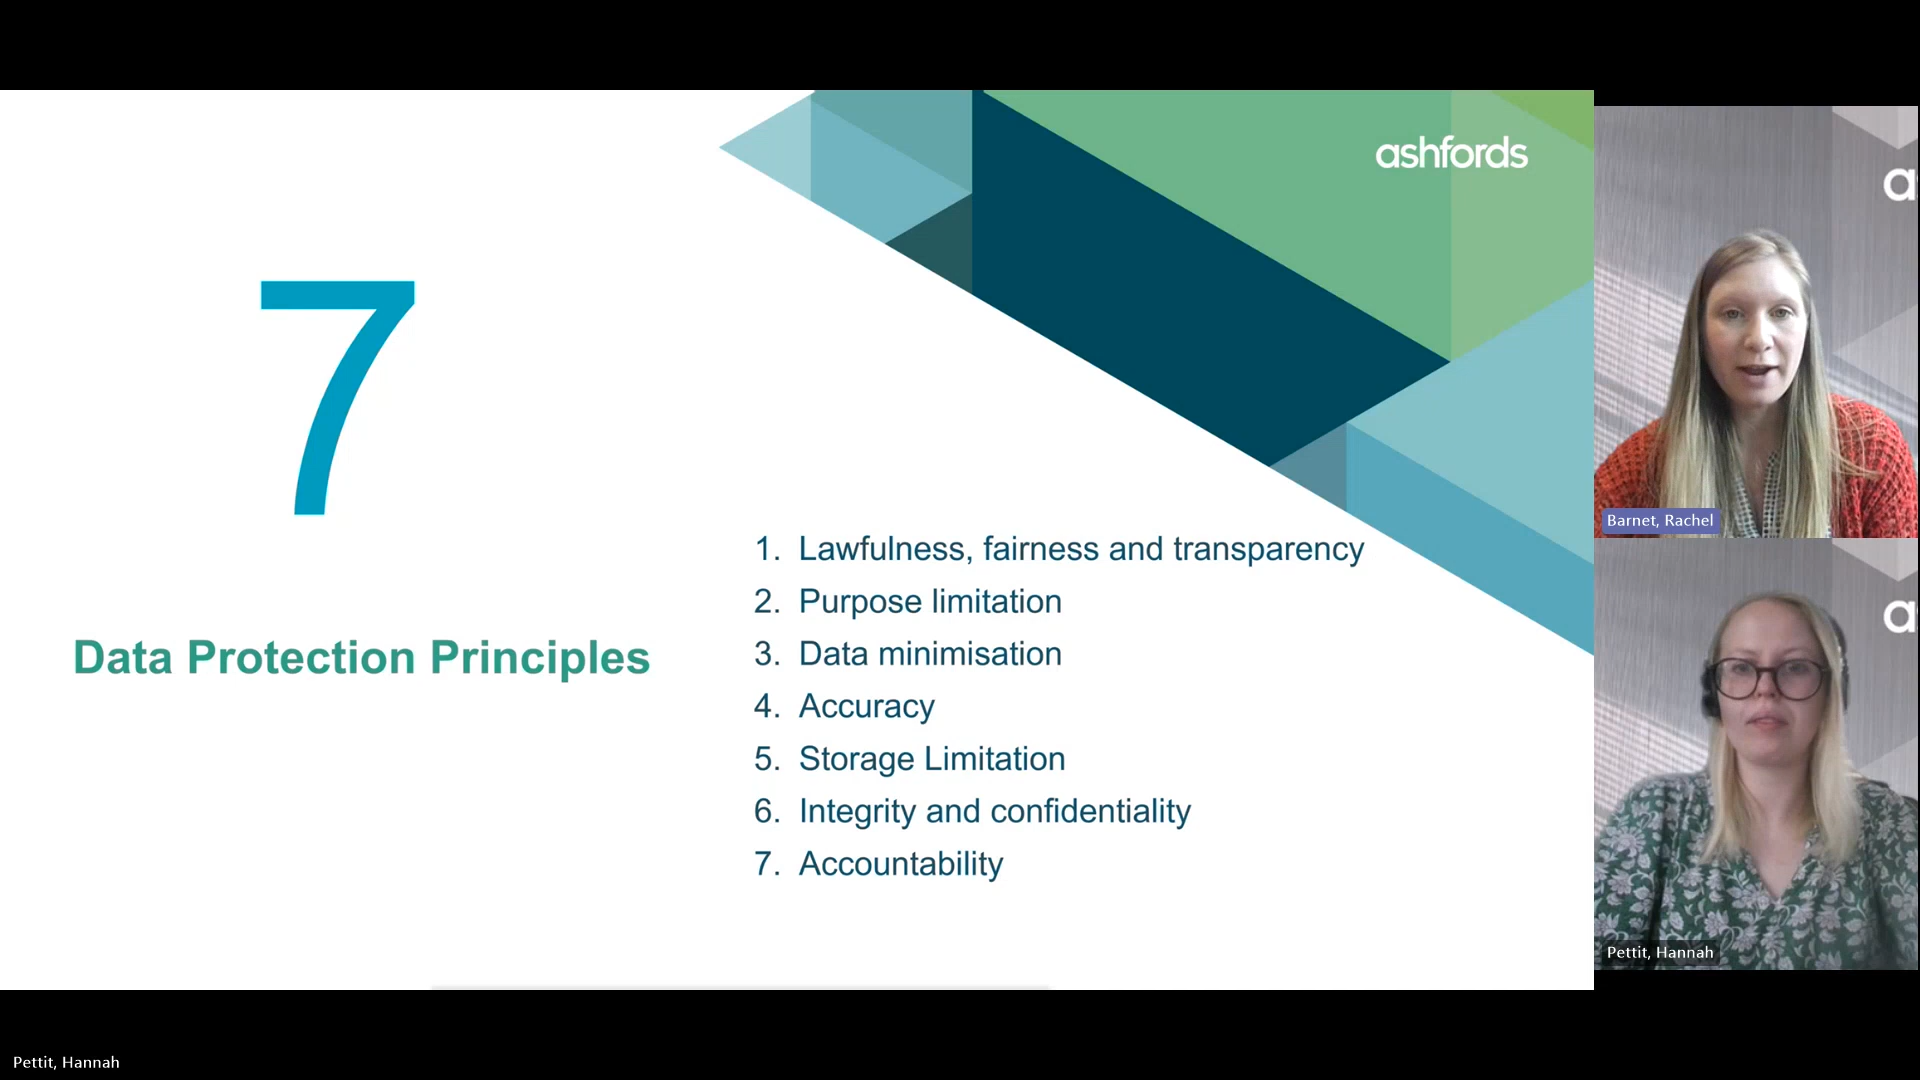 ashfords
7
Data Protection Principles
1. Lawfulness, fairness and transparency
2. Purpose limitation
3. Data minimisation
4. Accuracy
5. Storage Limitation
6. Integrity and confidentiality
7. Accountability
a
Barnet, Rachel
a
Pettit, Hannah
Pettit, Hannah